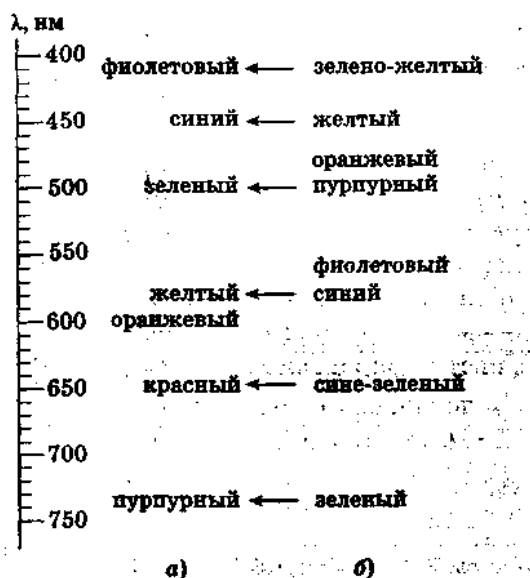 λ, нм
400
фиолетовый зелено-желтый
450 синий желтый
оранжевый
500 зеленый пурпурный
550
фиолетовый
желтый синий
600 оранжевый
650 красный сине-зеленый
700
пурпурный зеленый
750
а) б)